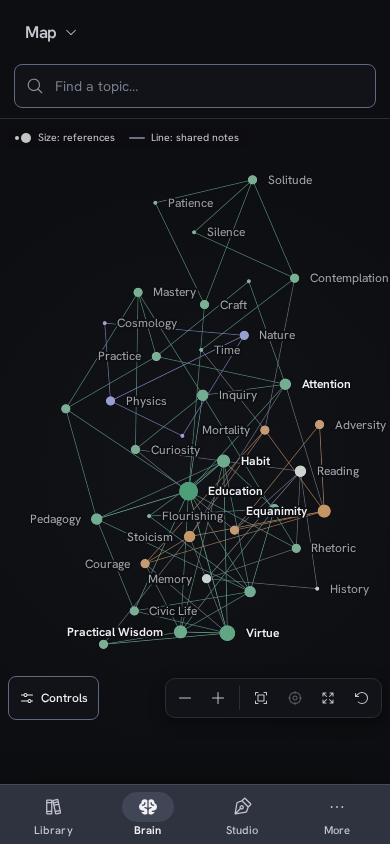 Map
Find a topic...
Size: references
Line: shared notes
Solitude
Patience
Silence
Contemplation
Mastery
Craft
Cosmology
Nature
Time
Practice
Attention
Inquiry
Physics
Mortality
Adversity
Curiosity
Habit
Reading
Education
Equanimity
Flourishing
Pedagogy
Stoicism
Rhetoric
Courage
Memory
History
Civic Life
Practical Wisdom
Virtue
Controls
Library
Brain
Studio
More